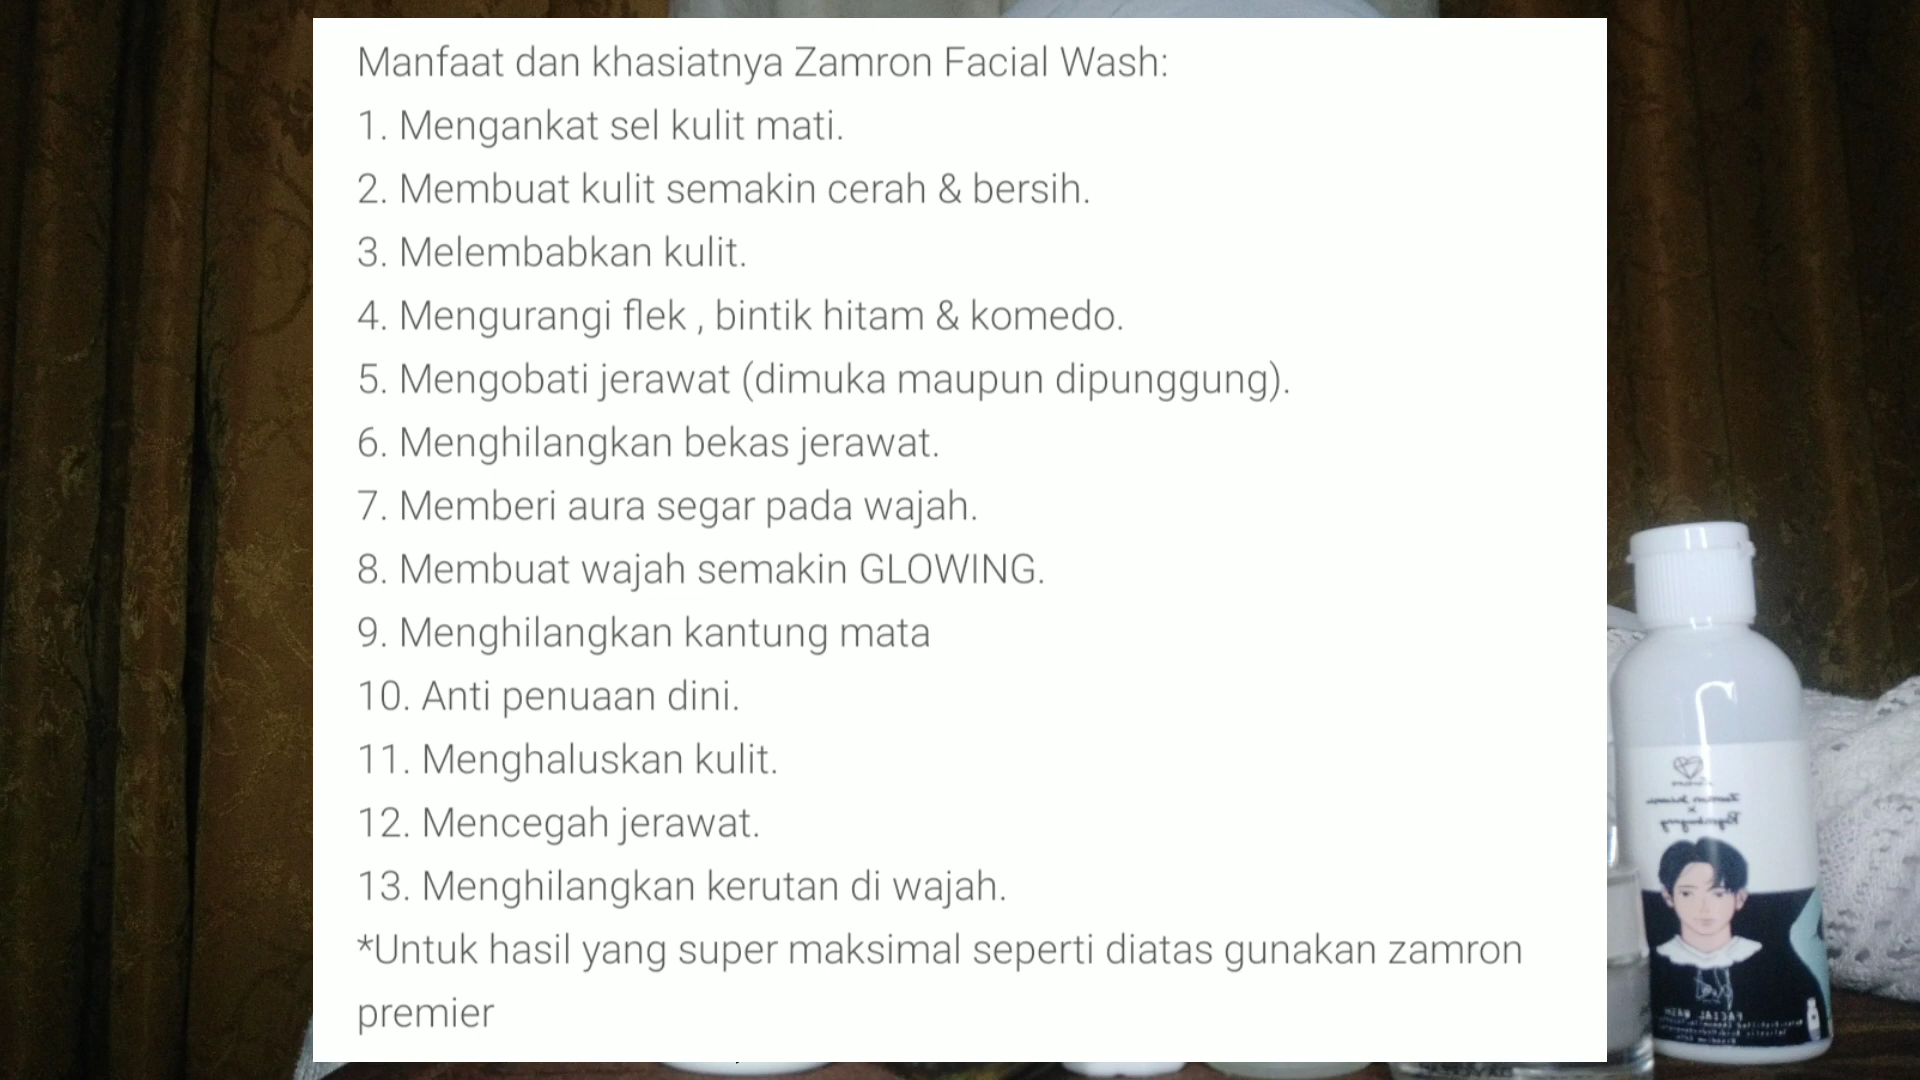 Manfaat dan khasiatnya Zamron Facial Wash:
1. Mengankat sel kulit mati.
2. Membuat kulit semakin cerah & bersih.
3. Melembabkan kulit.
4. Mengurangi flek , bintik hitam & komedo.
5. Mengobati jerawat (dimuka maupun dipunggung).
6. Menghilangkan bekas jerawat.
7. Memberi aura segar pada wajah.
8. Membuat wajah semakin GLOWING.
9. Menghilangkan kantung mata
10. Anti penuaan dini.
11. Menghaluskan kulit.
12. Mencegah jerawat.
13. Menghilangkan kerutan di wajah.
*Untuk hasil yang super maksimal seperti diatas gunakan zamron
premier
FACIAL WASH